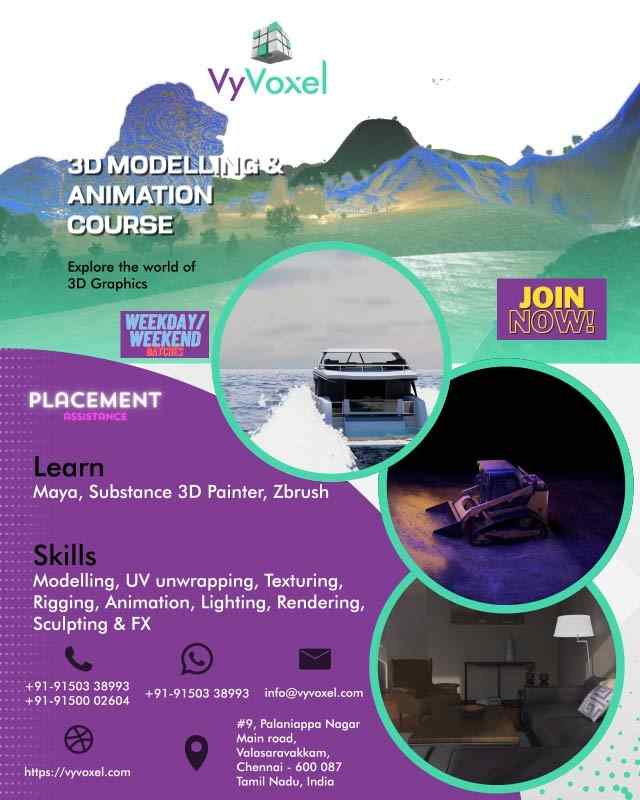 VyVoxel
3D MODELLING &
ANIMATION
COURSE
Explore the world of
3D Graphics
WEEKDAY/
WEEKEND
BATCHES
JOIN
NOW!
PLACEMENT
ASSISTANCE
Learn
Maya, Substance 3D Painter, Zbrush
Skills
Modelling, UV unwrapping, Texturing,
Rigging, Animation, Lighting, Rendering,
Sculpting & FX
+91-91503 38993
+91-91500 02604
+91-91503 38993
info@vyvoxel.com
https://vyvoxel.com
#9, Palaniappa Nagar
Main road,
Valasaravakkam,
Chennai - 600 087
Tamil Nadu, India